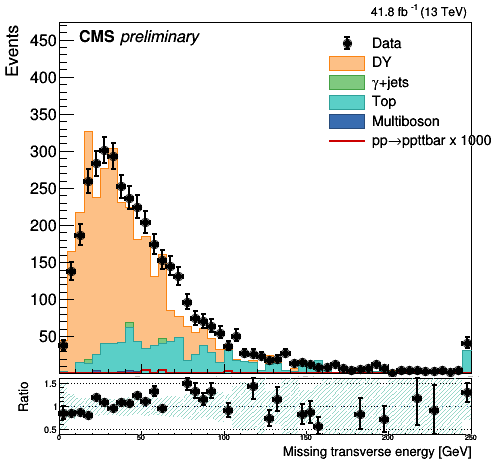 41.8 fb⁻¹ (13 TeV)
CMS preliminary
Events
450
400
350
300
250
200
150
100
50
Data
DY
γ+jets
Top
Multiboson
pp→ppttbar x 1000
Ratio
1.5
1
0.5
0 50 100 150 200 250
Missing transverse energy [GeV]